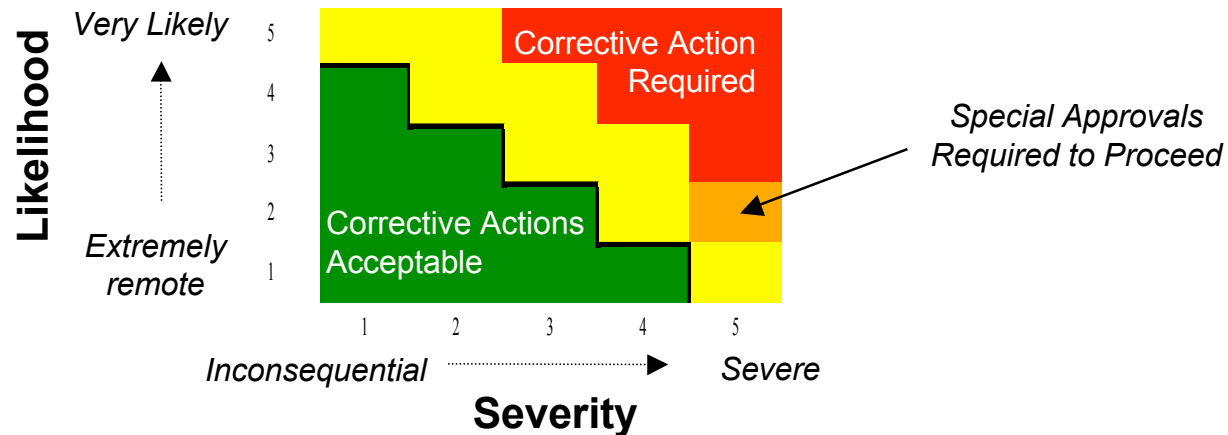 Likelihood
Very Likely
Extremely
remote
5
4
3
2
1
Corrective Action
Required
Corrective Actions
Acceptable
Special Approvals
Required to Proceed
1 2 3 4 5
Inconsequential
Severe
Severity